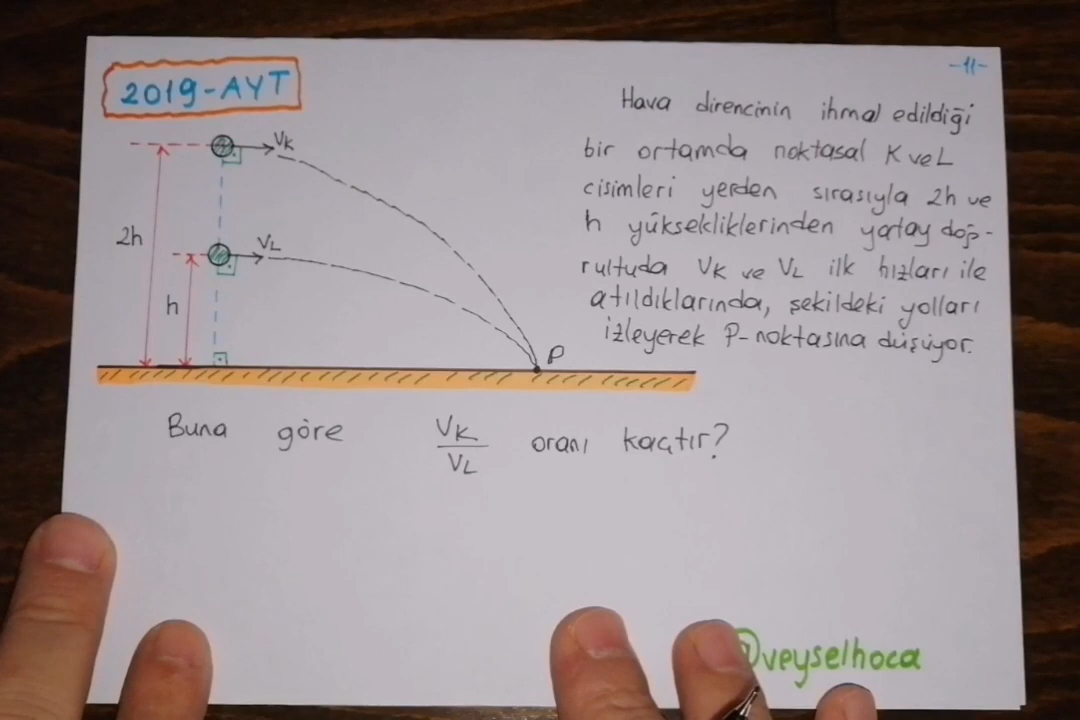 2019-AYT
-11-
Hava direncinin ihmal edildiği
bir ortamda noktasal K ve L
cisimleri yerden sırasıyla 2h ve
h yüksekliklerinden yatay doğ-
rultuda VK ve VL ilk hızları ile
atıldıklarında, şekildeki yolları
izleyerek P-noktasına düşüyor.
VK
2h
VL
h
P
Buna göre VK/VL oranı kaçtır?
@veyselhoca